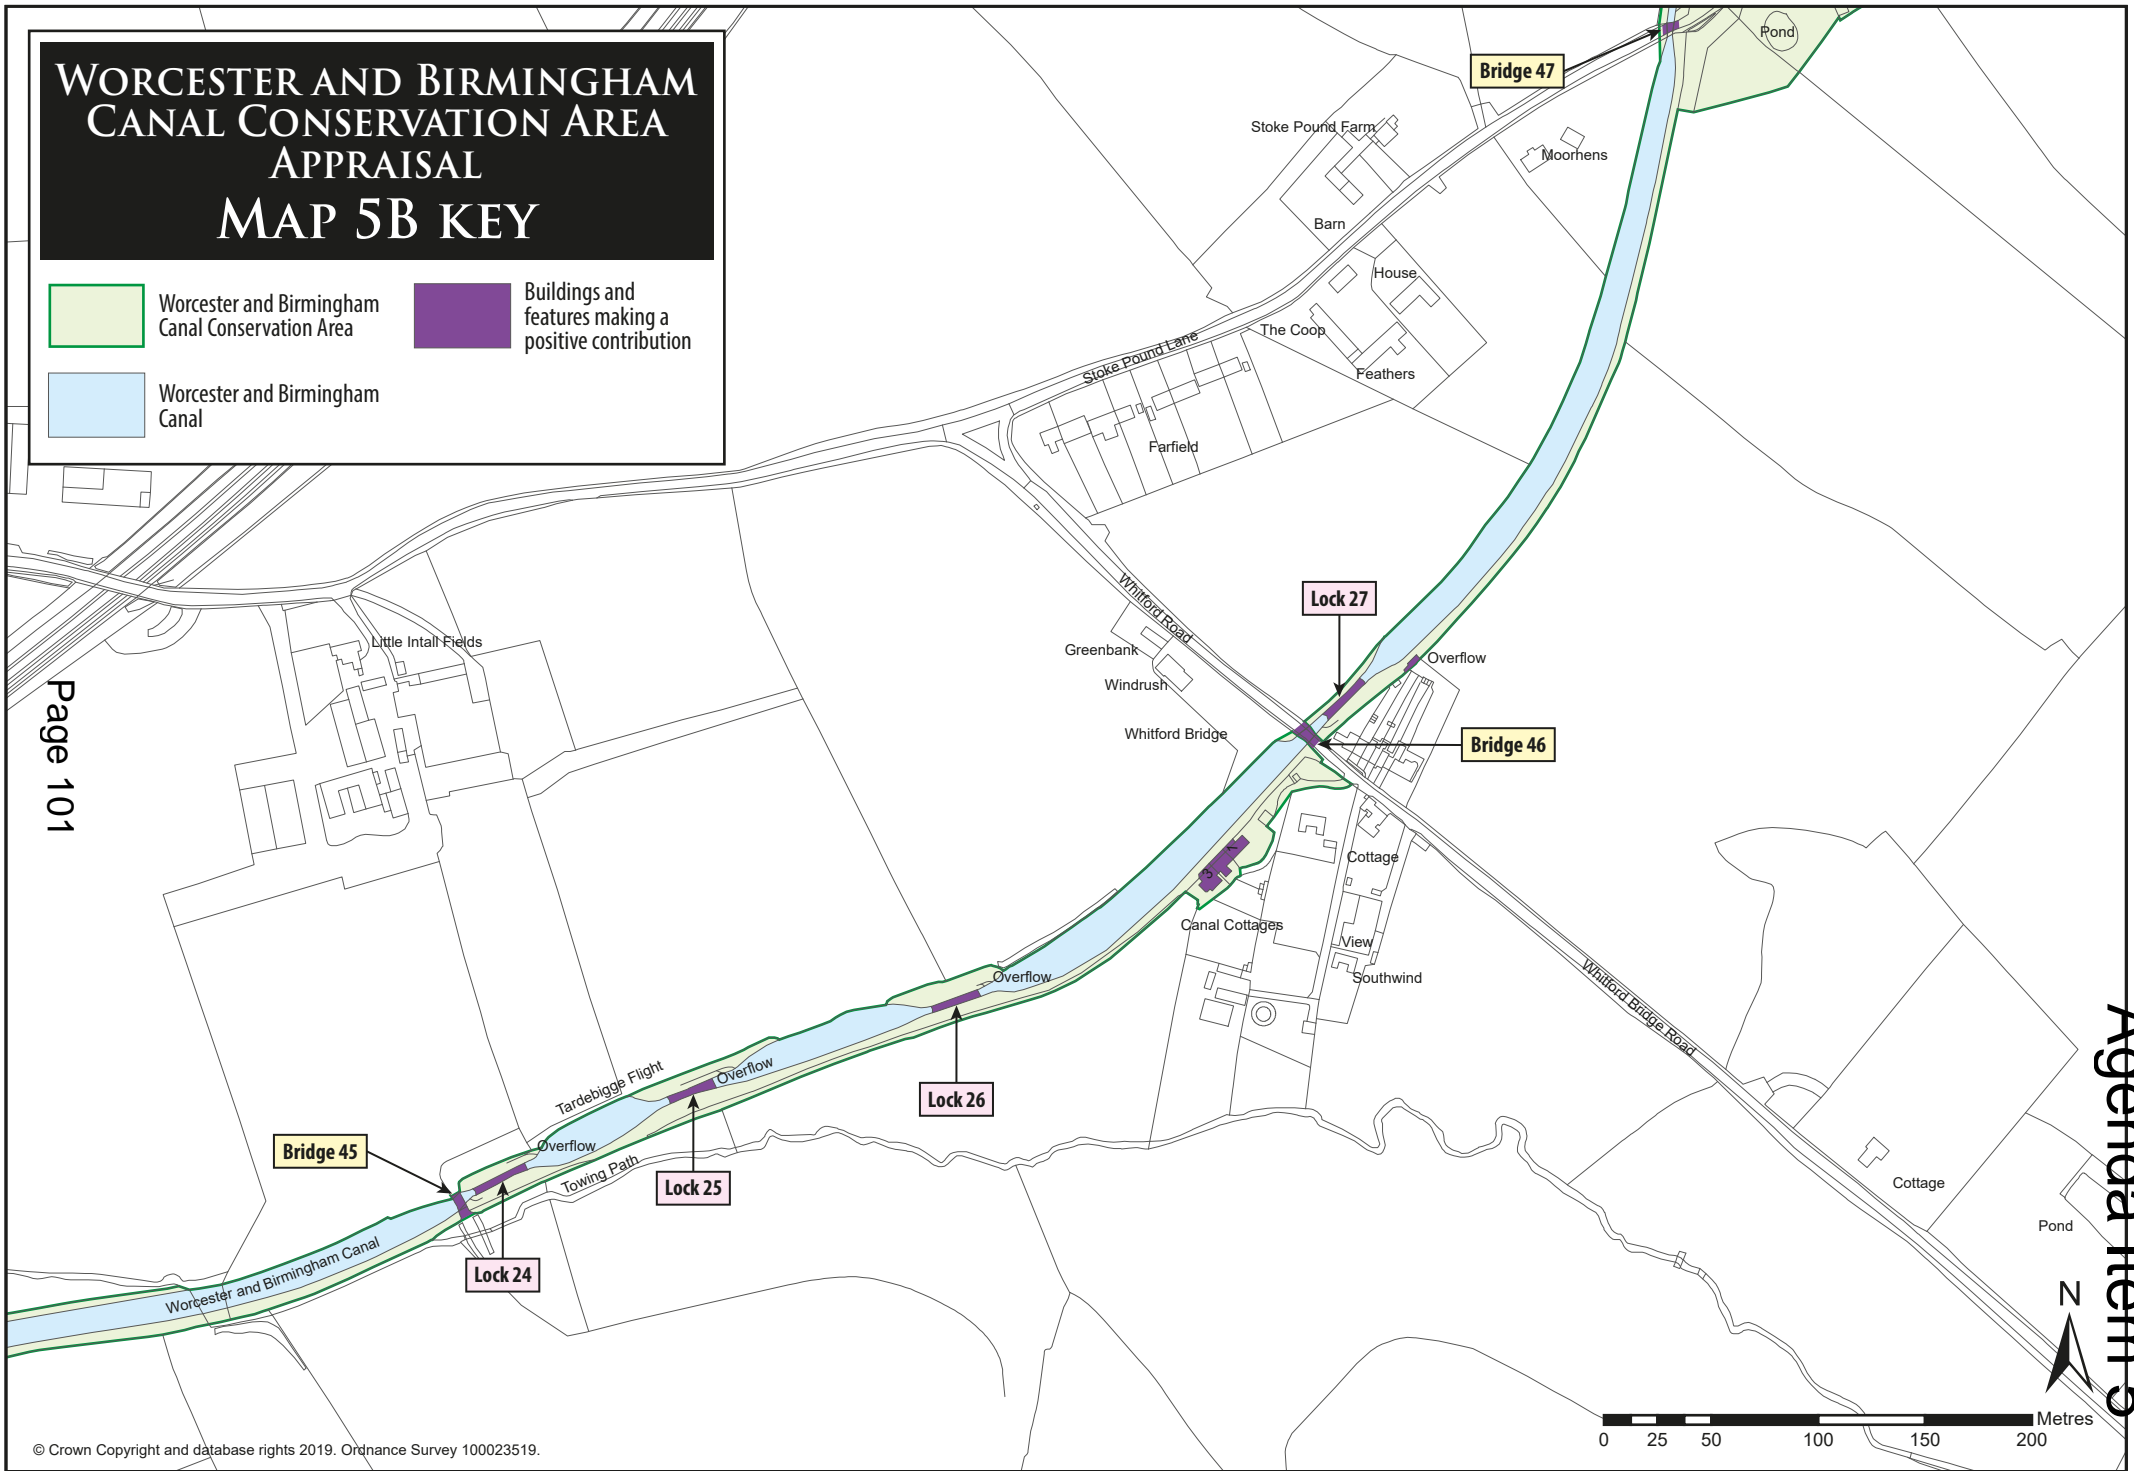 WORCESTER AND BIRMINGHAM
CANAL CONSERVATION AREA
APPRAISAL
MAP 5B KEY
Worcester and Birmingham
Canal Conservation Area
Buildings and
features making a
positive contribution
Worcester and Birmingham
Canal
Bridge 47
Pond
Stoke Pound Farm
Moorhens
Barn
House
The Coop
Stoke Pound Lane
Feathers
Farfield
Whitford Road
Lock 27
Little Intall Fields
Greenbank
Overflow
Windrush
Whitford Bridge
Bridge 46
Page 101
1
3
Cottage
Canal Cottages
View
Southwind
Overflow
Whitford Bridge Road
Tardebigge Flight
Overflow
Lock 26
Overflow
Bridge 45
Towing Path
Lock 25
Cottage
Pond
Lock 24
Worcester and Birmingham Canal
Agenda Item 5
N
Metres
0 25 50 100 150 200
© Crown Copyright and database rights 2019. Ordnance Survey 100023519.